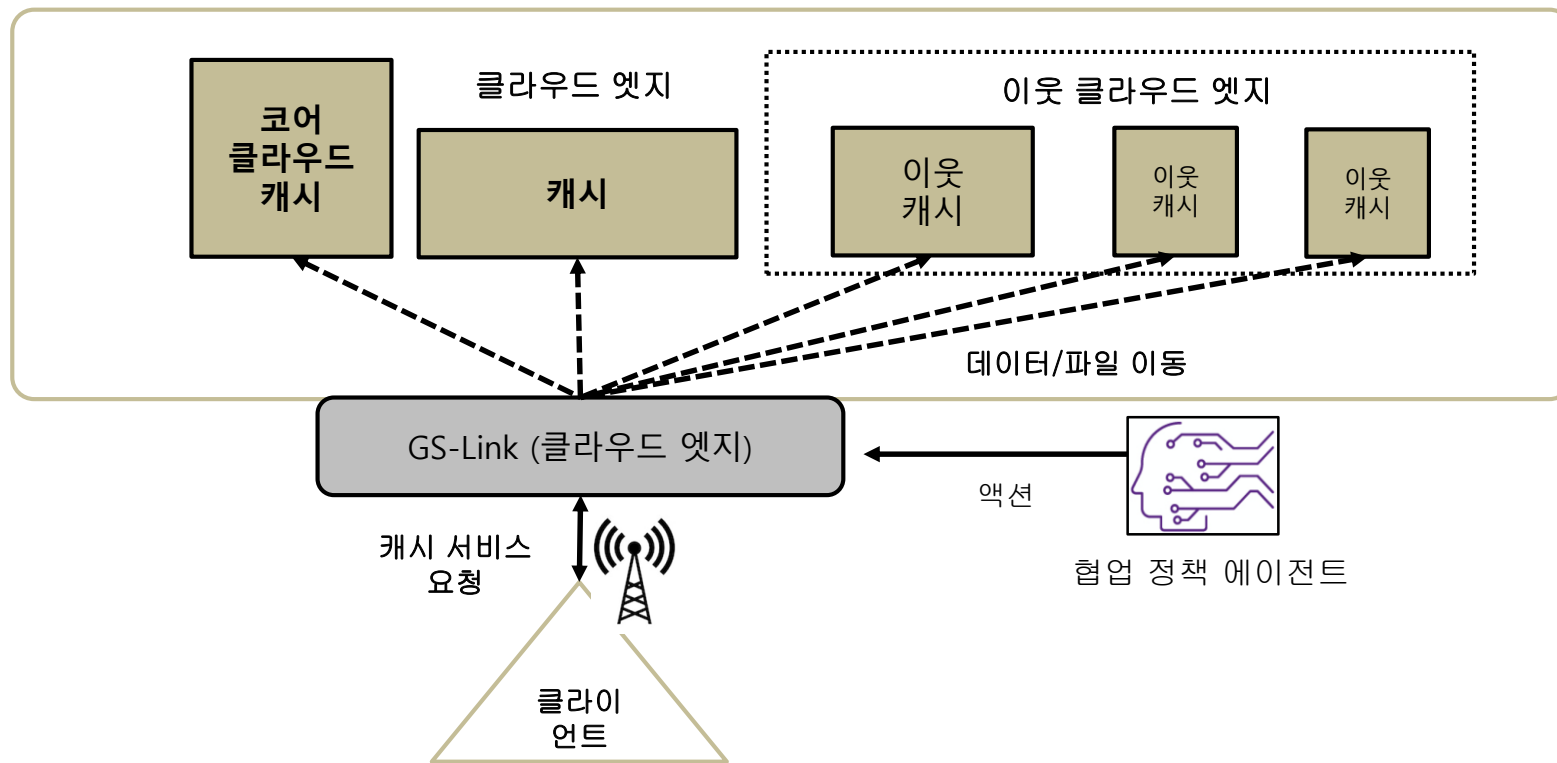 코어
클라우드
캐시
클라우드 엣지
캐시
이웃 클라우드 엣지
이웃
캐시
이웃
캐시
이웃
캐시
데이터/파일 이동
GS-Link (클라우드 엣지)
액션
협업 정책 에이전트
캐시 서비스
요청
클라이
언트